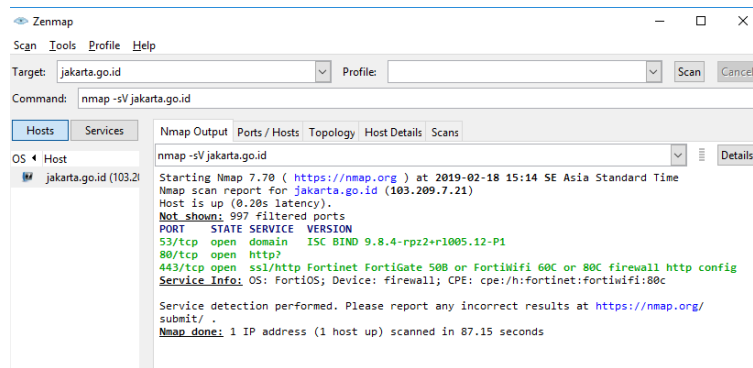 Zenmap
Scan Tools Profile Help
Target: jakarta.go.id Profile: Scan Cancel
Command: nmap -sV jakarta.go.id
Hosts Services Nmap Output Ports / Hosts Topology Host Details Scans
OS Host nmap -sV jakarta.go.id Details
jakarta.go.id (103.20
Starting Nmap 7.70 ( https://nmap.org ) at 2019-02-18 15:14 SE Asia Standard Time
Nmap scan report for jakarta.go.id (103.209.7.21)
Host is up (0.20s latency).
Not shown: 997 filtered ports
PORT STATE SERVICE VERSION
53/tcp open domain ISC BIND 9.8.4-rpz2+rl005.12-P1
80/tcp open http?
443/tcp open ssl/http Fortinet FortiGate 50B or FortiWifi 60C or 80C firewall http config
Service Info: OS: FortiOS; Device: firewall; CPE: cpe:/h:fortinet:fortiwifi:80c
Service detection performed. Please report any incorrect results at https://nmap.org/
submit/ .
Nmap done: 1 IP address (1 host up) scanned in 87.15 seconds